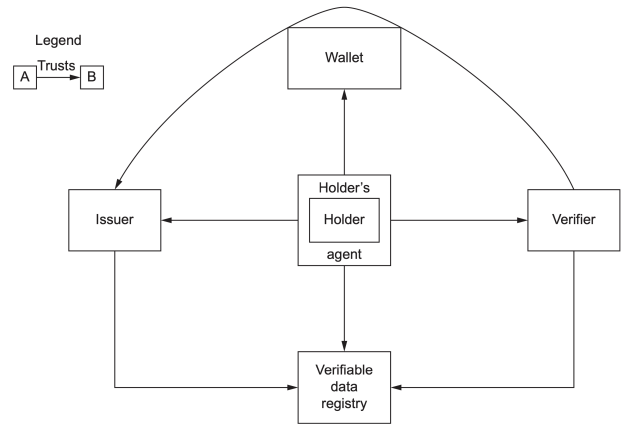 Legend
Trusts
A
B
Wallet
Holder’s
Holder
agent
Issuer
Verifier
Verifiable
data
registry